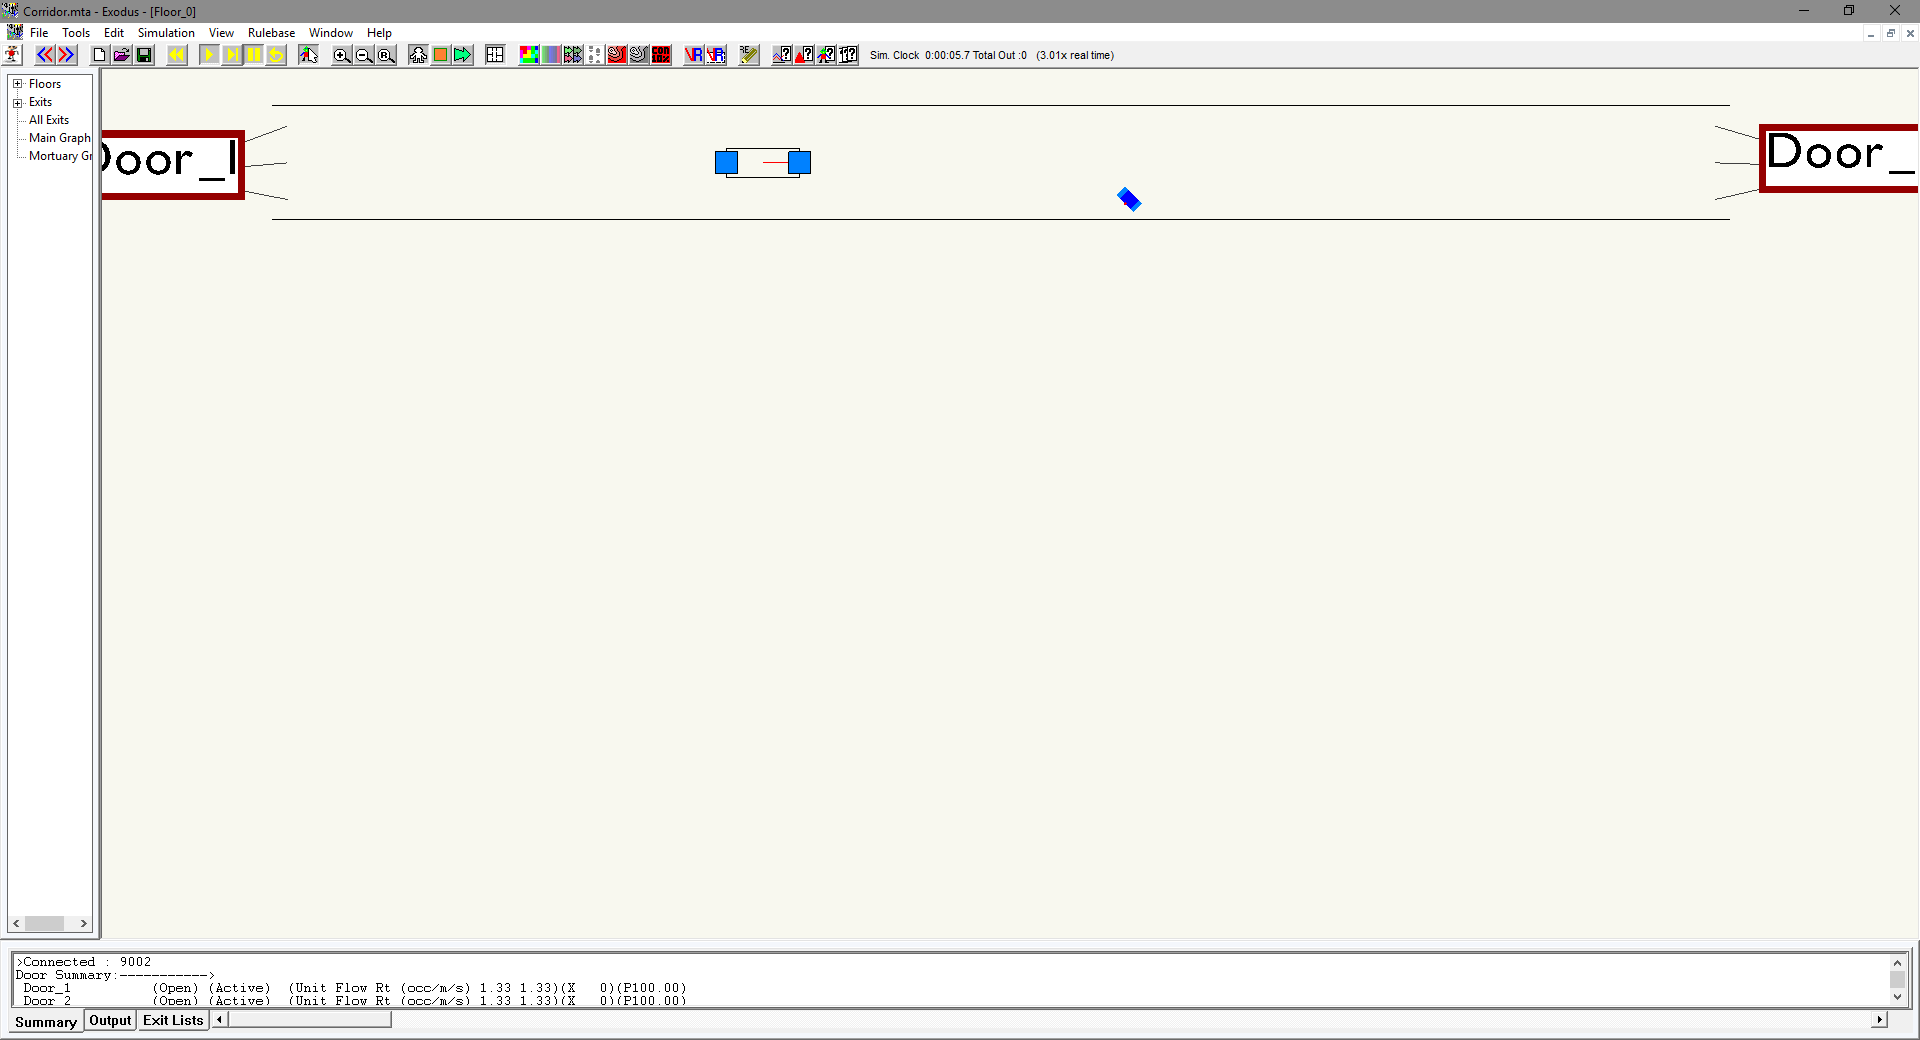 Corridor.mta - Exodus - [Floor_0]
File Tools Edit Simulation View Rulebase Window Help
Sim. Clock 0:00:05.7 Total Out :0 (3.01x real time)
Floors
Exits
All Exits
Main Graph
Mortuary Gr
Door_1
Door_
>Connected : 9002
Door Summary:----------->
Door_1 (Open) (Active) (Unit Flow Rt (occ/m/s) 1.33 1.33)(X 0)(P100.00)
Door_2 (Open) (Active) (Unit Flow Rt (occ/m/s) 1.33 1.33)(X 0)(P100.00)
Summary Output Exit Lists